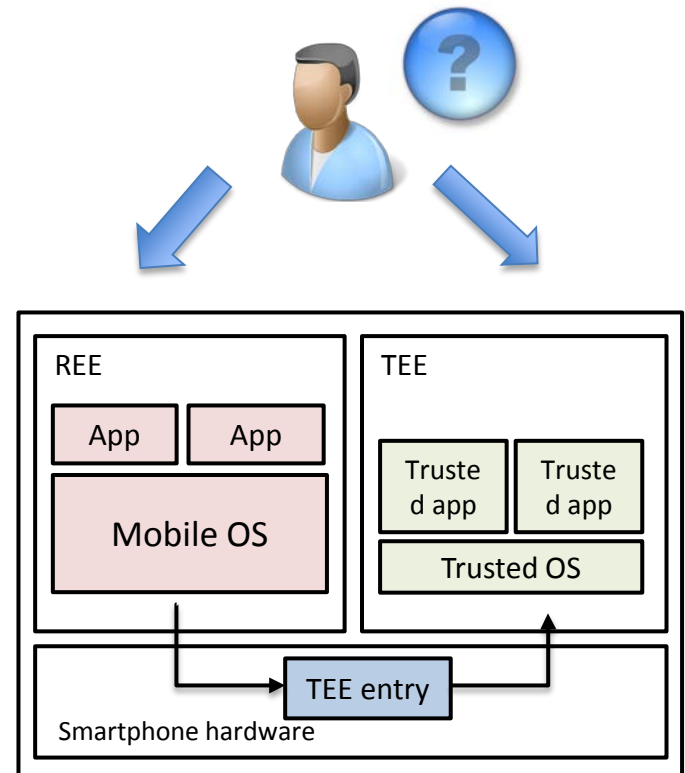 ?
REE
TEE
App
App
Mobile OS
Truste
d app
Truste
d app
Trusted OS
TEE entry
Smartphone hardware